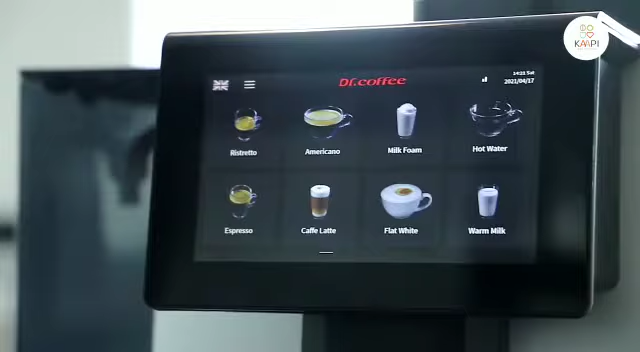 KAAPI
Dr.coffee
14:21 Sat
2021/04/17
Ristretto
Americano
Milk Foam
Hot Water
Espresso
Caffe Latte
Flat White
Warm Milk